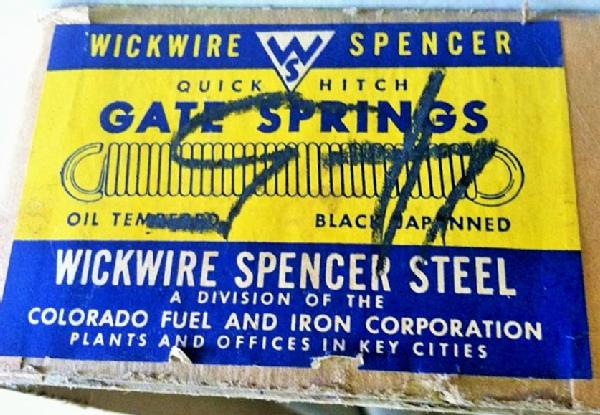 WICKWIRE WS SPENCER
QUICK HITCH
GATE SPRINGS
OIL TEMPERED BLACK JAPANNED
WICKWIRE SPENCER STEEL
A DIVISION OF THE
COLORADO FUEL AND IRON CORPORATION
PLANTS AND OFFICES IN KEY CITIES